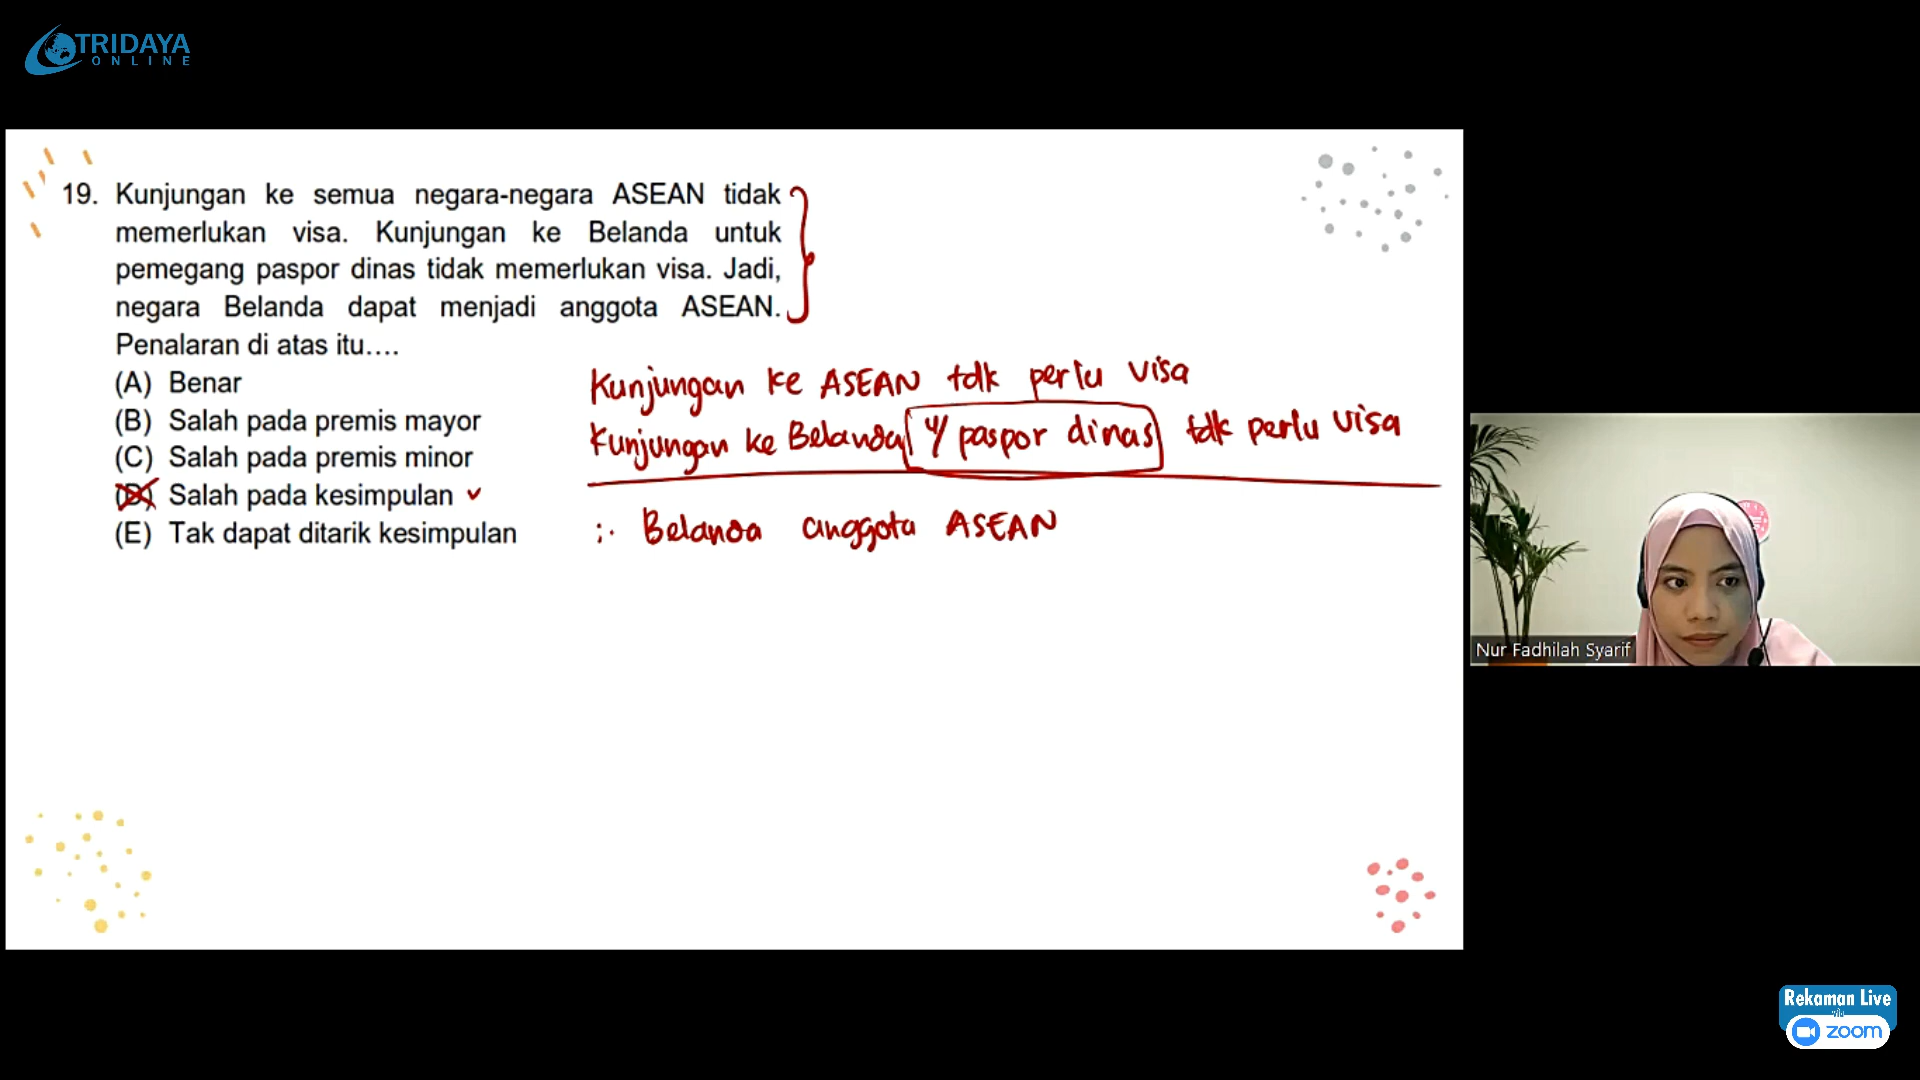 TRIDAYA
ONLINE
19. Kunjungan ke semua negara-negara ASEAN tidak
memerlukan visa. Kunjungan ke Belanda untuk
pemegang paspor dinas tidak memerlukan visa. Jadi,
negara Belanda dapat menjadi anggota ASEAN.
Penalaran di atas itu....
(A) Benar
(B) Salah pada premis mayor
(C) Salah pada premis minor
(D) Salah pada kesimpulan
(E) Tak dapat ditarik kesimpulan
Kunjungan ke ASEAN tdk perlu visa
Kunjungan ke Belanda u/ paspor dinas tdk perlu visa
∴ Belanda anggota ASEAN
Nur Fadhilah Syarif
Rekaman Live
via
zoom